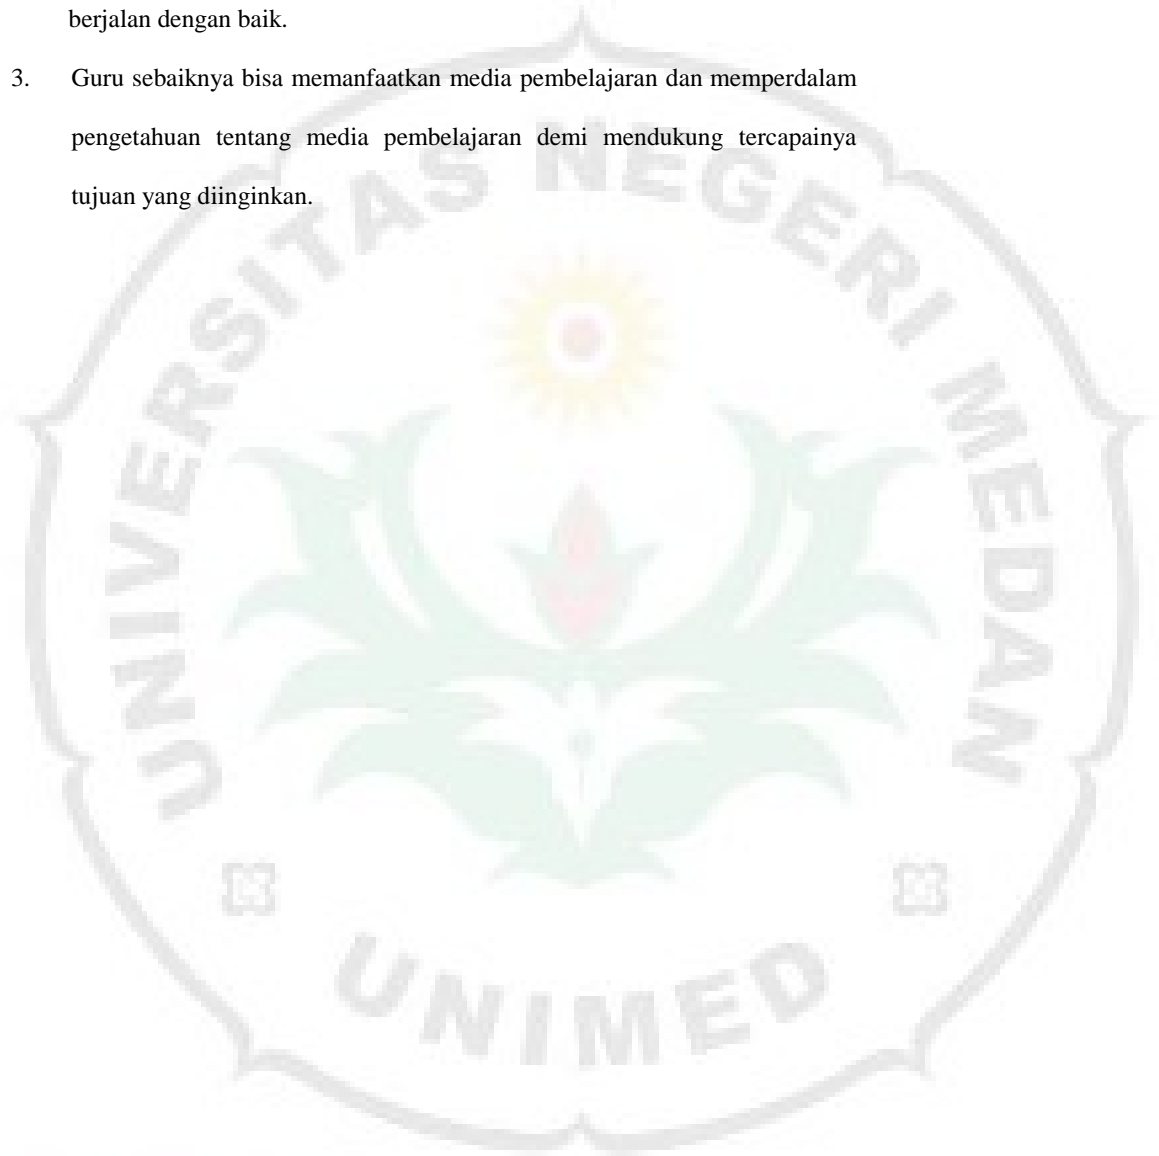 berjalan dengan baik.
3. Guru sebaiknya bisa memanfaatkan media pembelajaran dan memperdalam
pengetahuan tentang media pembelajaran demi mendukung tercapainya
tujuan yang diinginkan.
UNIVERSITAS NEGERI MEDAN
UNIMED